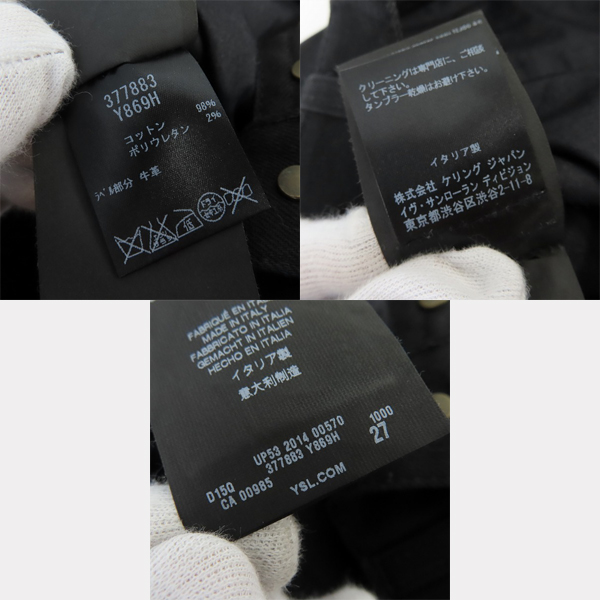 377883
Y869H
コットン 98%
ポリウレタン 2%
ﾗﾍﾞﾙ部分 牛革
クリーニングは専門店に、ご相談
して下さい。
タンブラー乾燥はお避け下さい。
イタリア製
株式会社 ケリング ジャパン
イヴ・サンローラン ディビジョン
東京都渋谷区渋谷2-11-8
FABRIQUÉ EN ITALIE
MADE IN ITALY
FABBRICATO IN ITALIA
GEMACHT IN ITALIEN
HECHO EN ITALIA
イタリア製
意大利制造
UP53 2014 00570 1000
377883 Y869H 27
D15Q
CA 00985 YSL.COM